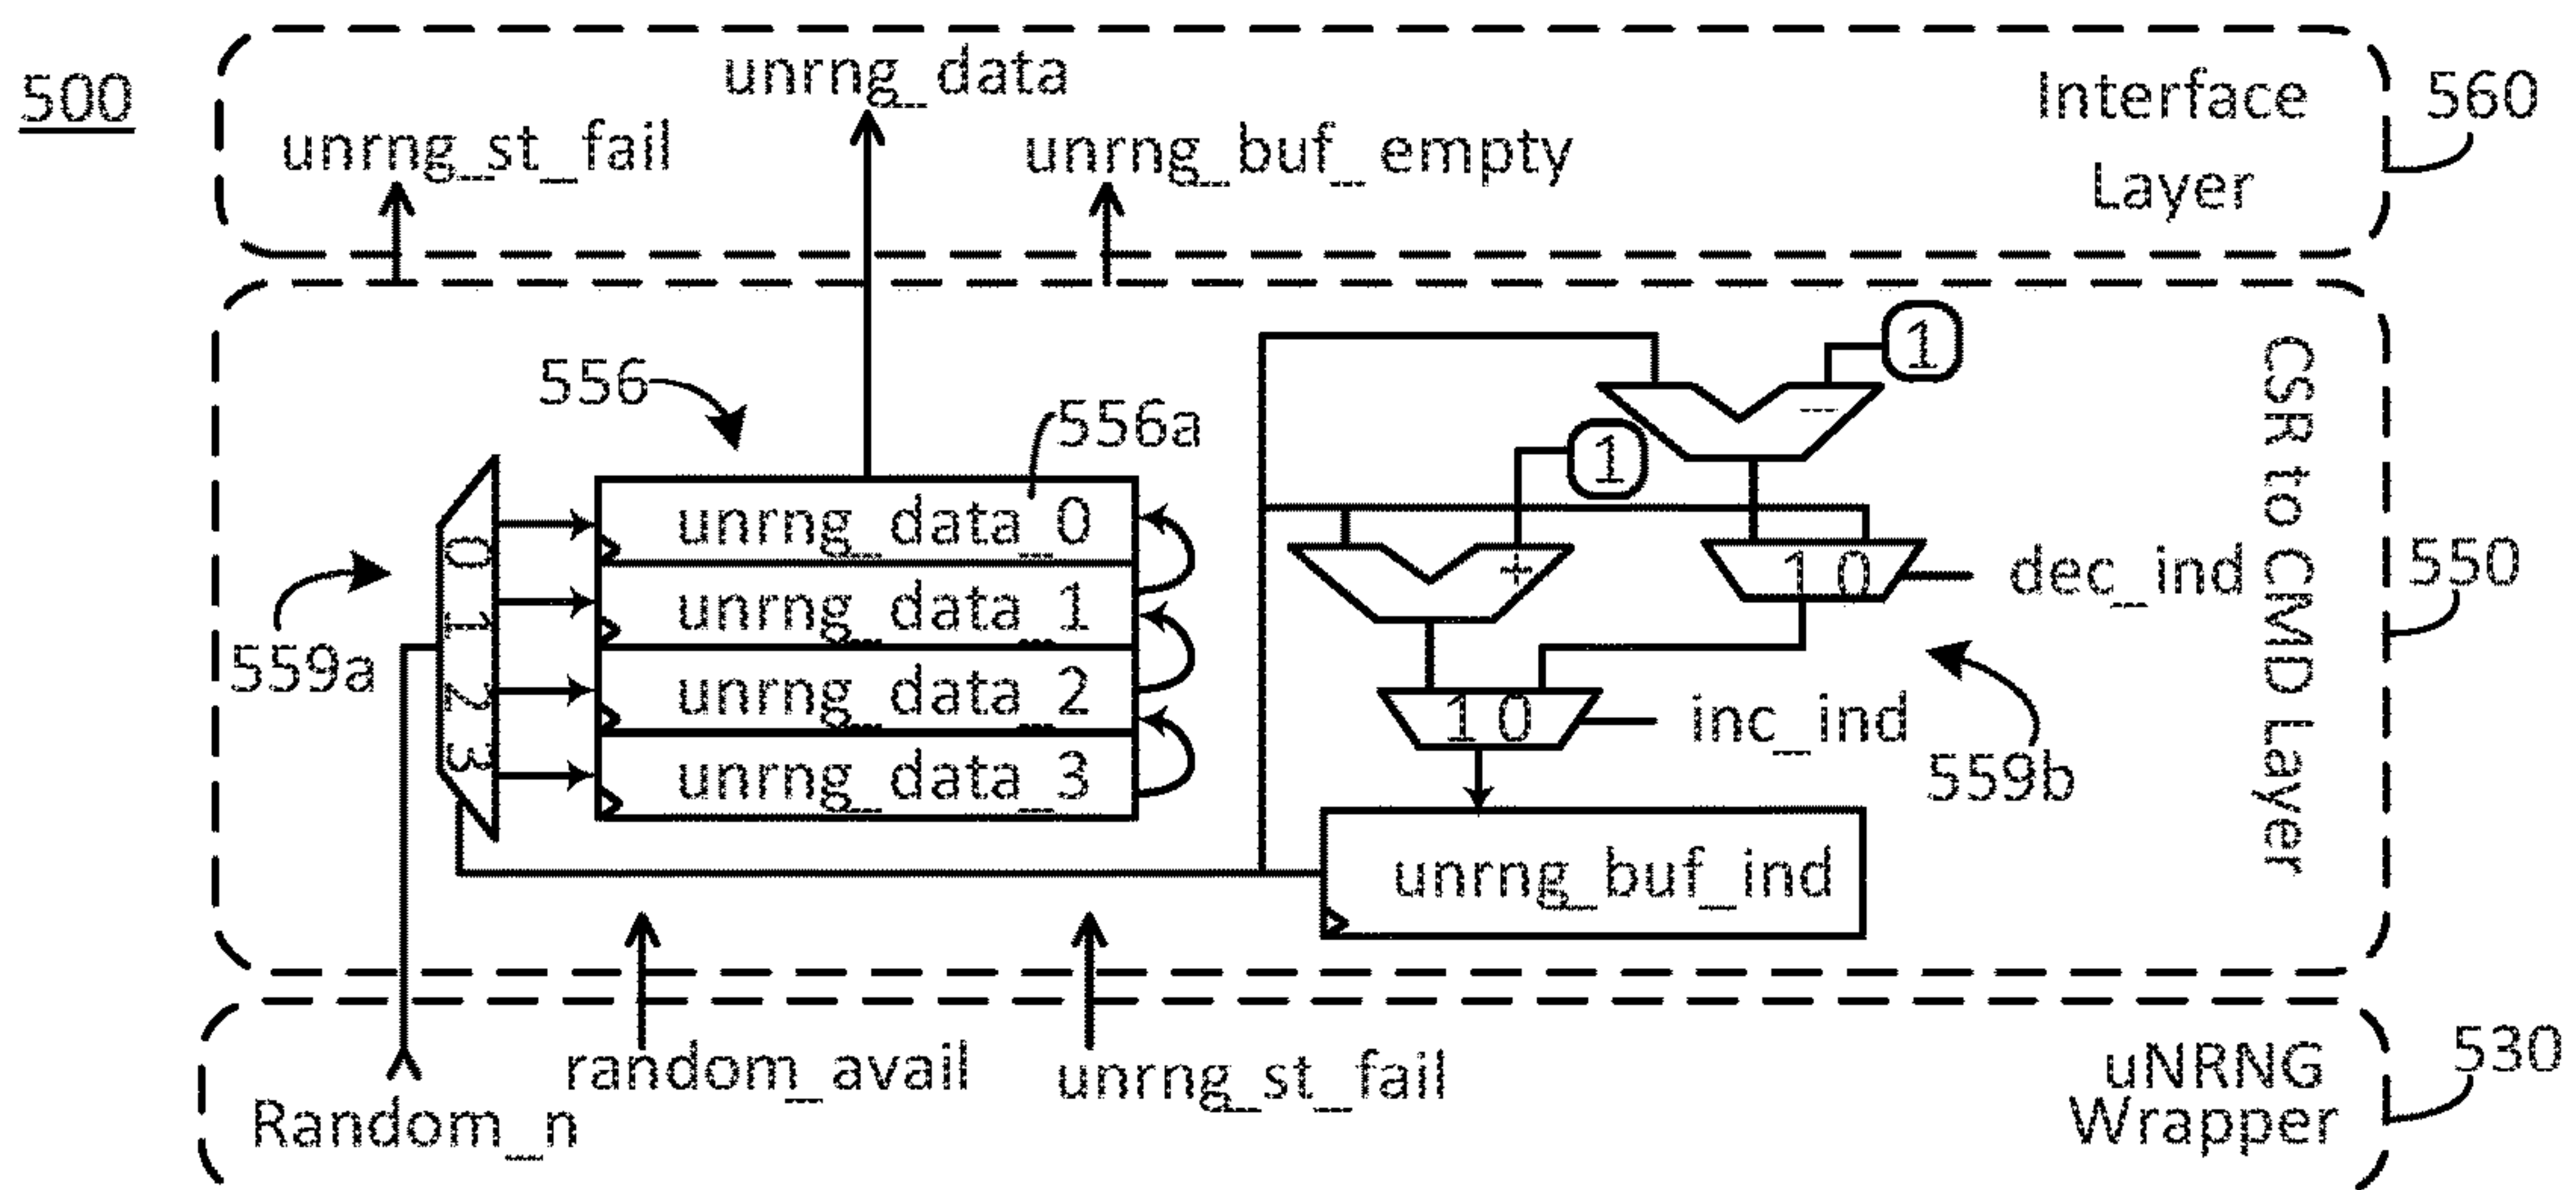 500
unrng_data
unrng_st_fail
unrng_buf_empty
Interface
Layer
560
556
556a
1
1
–
+
unrng_data_0
unrng_data_1
unrng_data_2
unrng_data_3
0
1
2
3
559a
1 0
dec_ind
1 0
inc_ind
559b
unrng_buf_ind
CSR to CMD Layer
550
random_avail
unrng_st_fail
Random_n
uNRNG
Wrapper
530